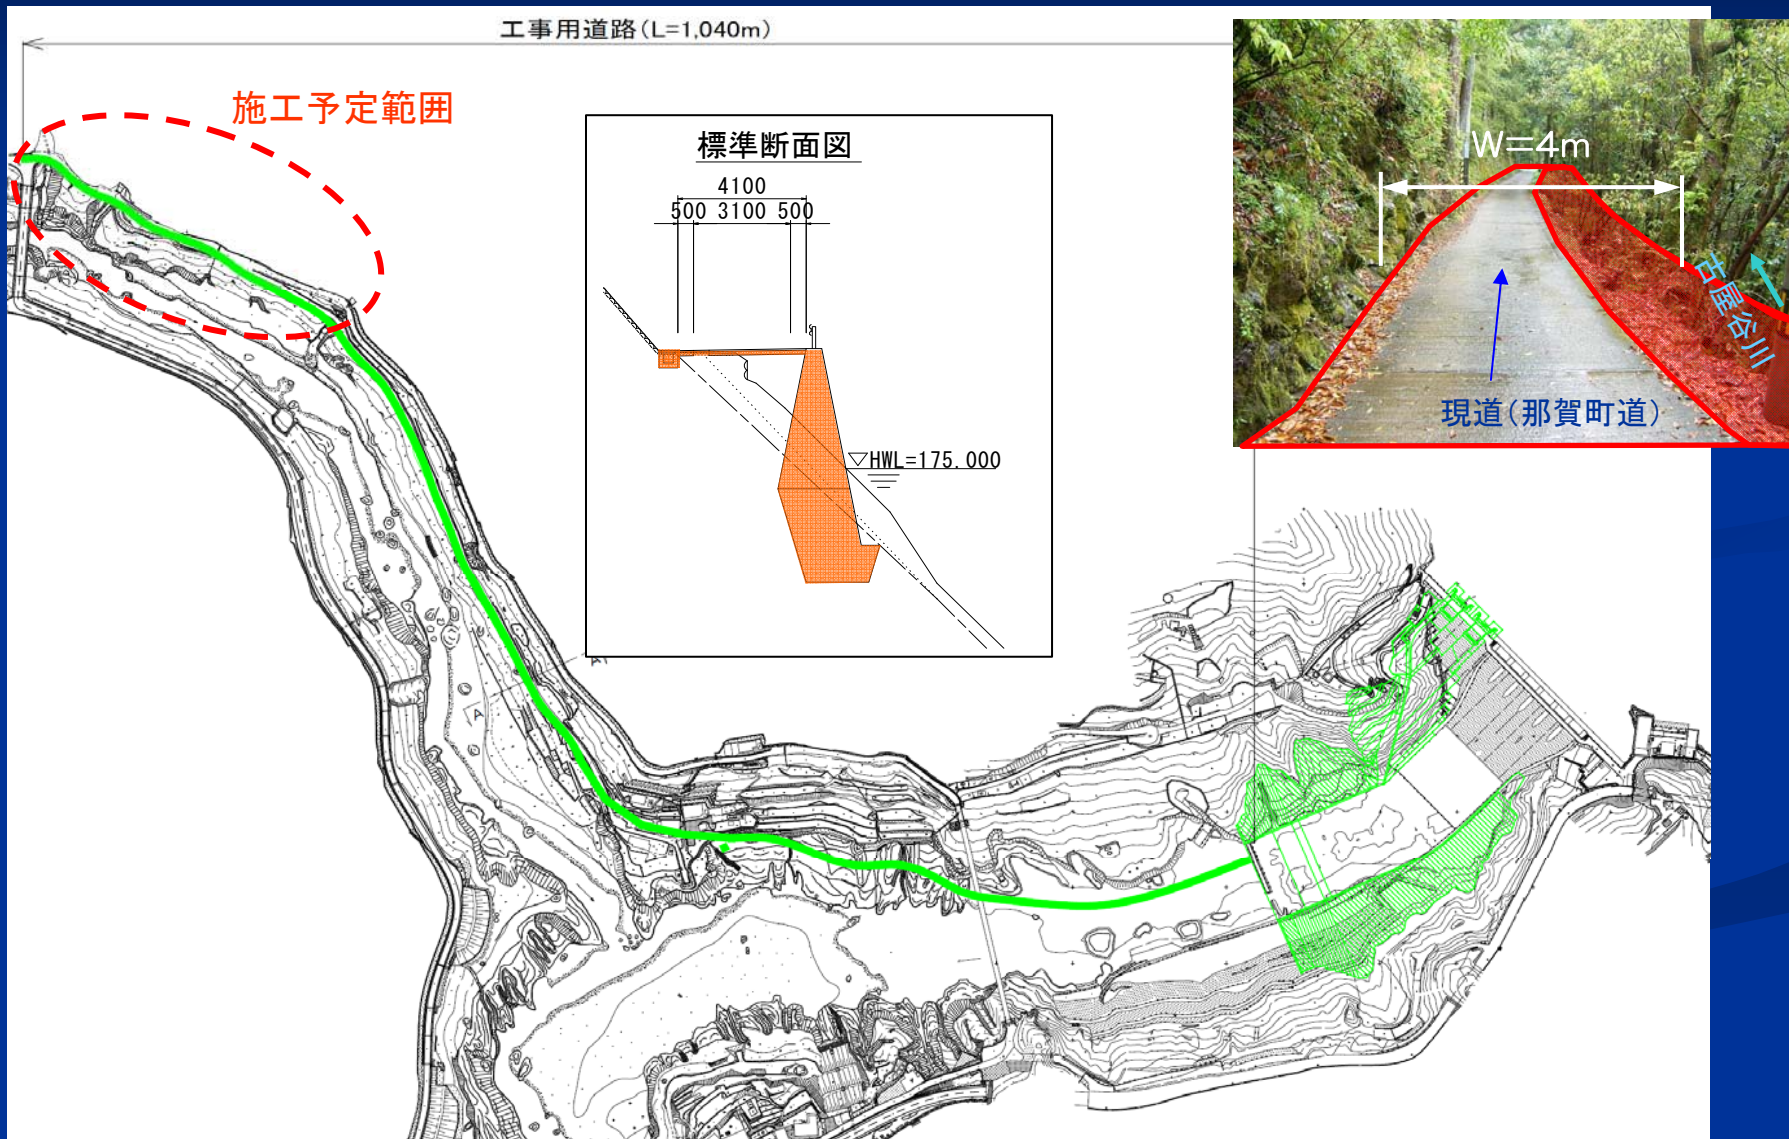 工事用道路(L=1,040m)
施工予定範囲
標準断面図
4100
500 3100 500
▽HWL=175.000
W=4m
古屋谷川
現道(那賀町道)
A
A'